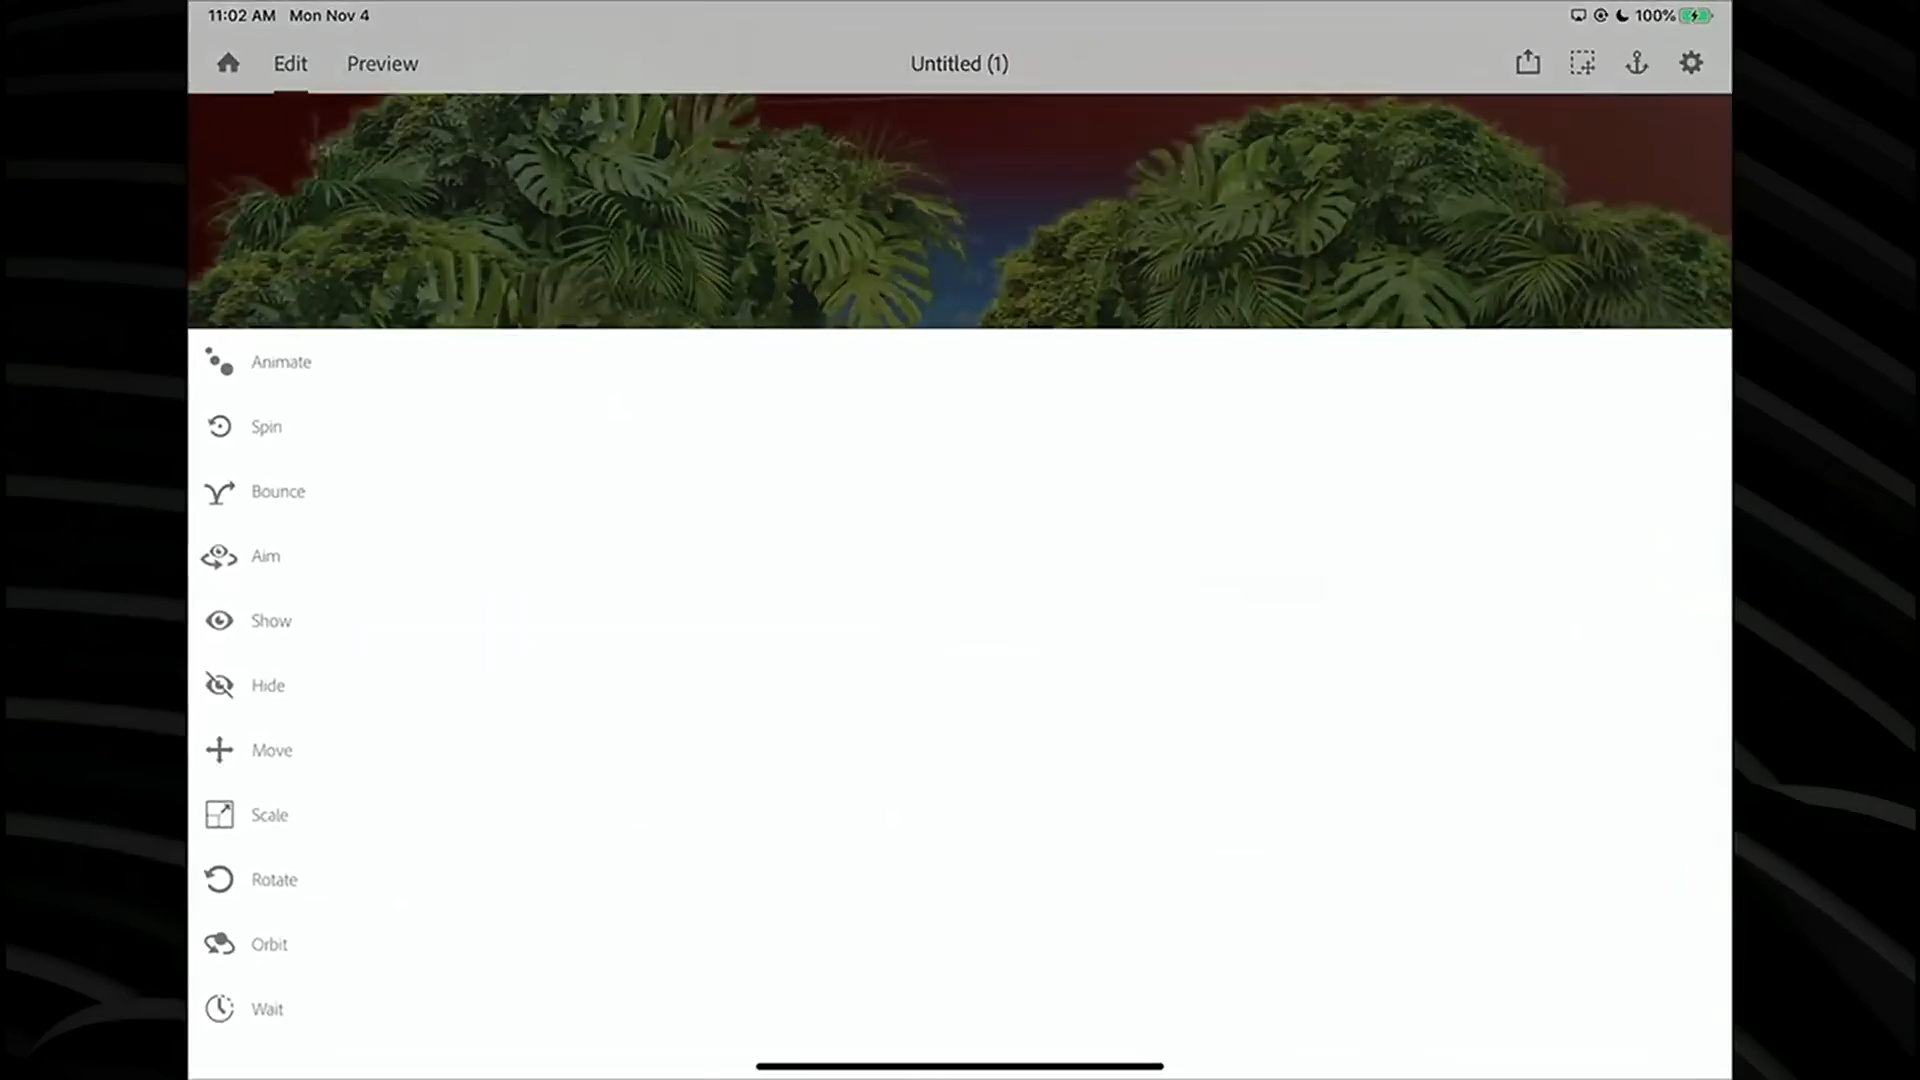 11:02 AM Mon Nov 4 100%
Edit Preview Untitled (1)
Animate
Spin
Bounce
Aim
Show
Hide
Move
Scale
Rotate
Orbit
Wait